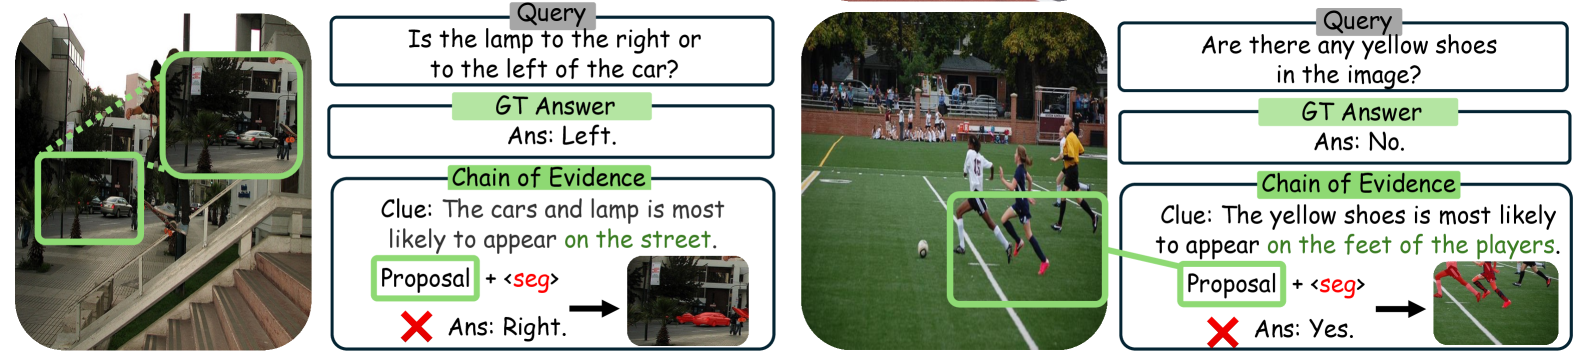 Query
Is the lamp to the right or
to the left of the car?
GT Answer
Ans: Left.
Chain of Evidence
Clue: The cars and lamp is most
likely to appear on the street.
Proposal + <seg>
Ans: Right.
Query
Are there any yellow shoes
in the image?
GT Answer
Ans: No.
Chain of Evidence
Clue: The yellow shoes is most likely
to appear on the feet of the players.
Proposal + <seg>
Ans: Yes.